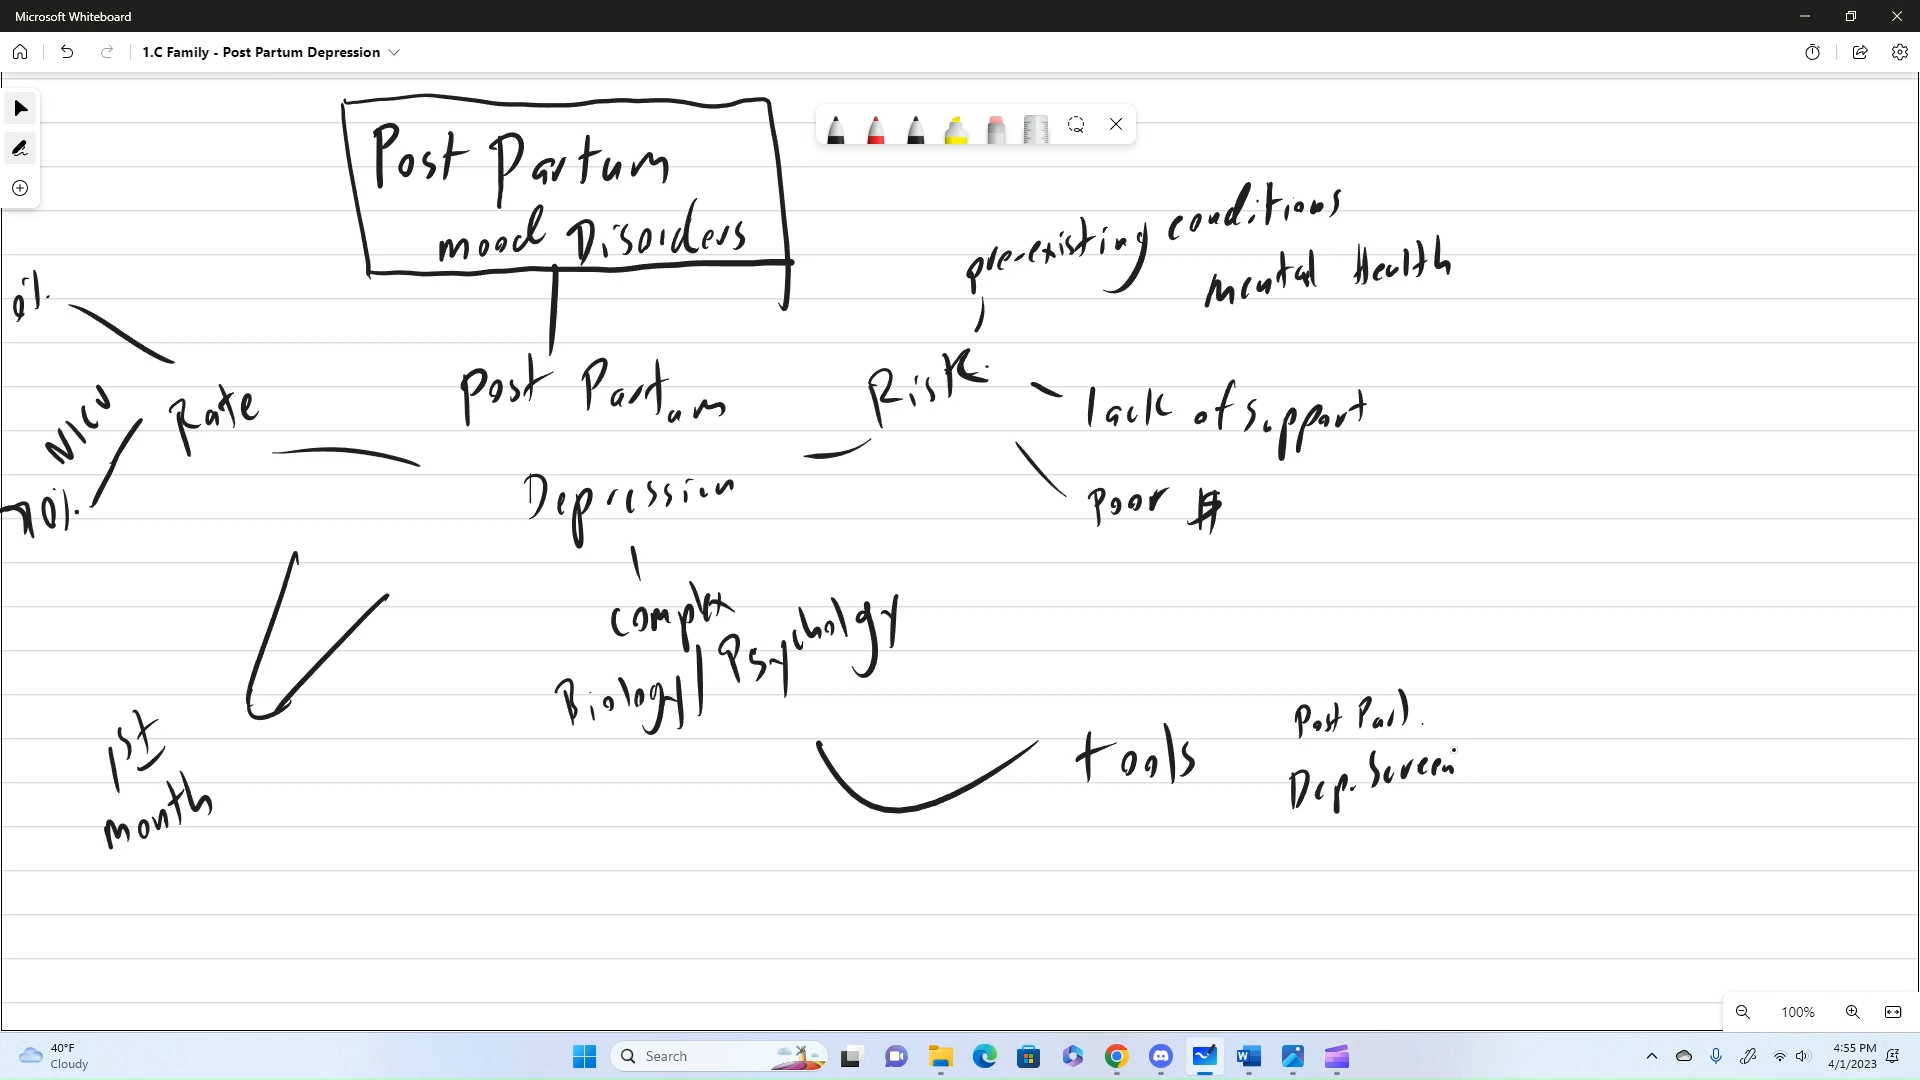 Microsoft Whiteboard
1.C Family - Post Partum Depression
Post Partum
mood Disorders
pre-existing conditions
mental Health
0%
Rate
NICU
70%
Post Partum
Depression
Risk
lack of support
Poor $
complex
Biology/Psychology
1st
month
tools
Post Part.
Dep. Screen
100%
40°F
Cloudy
Search
4:55 PM
4/1/2023